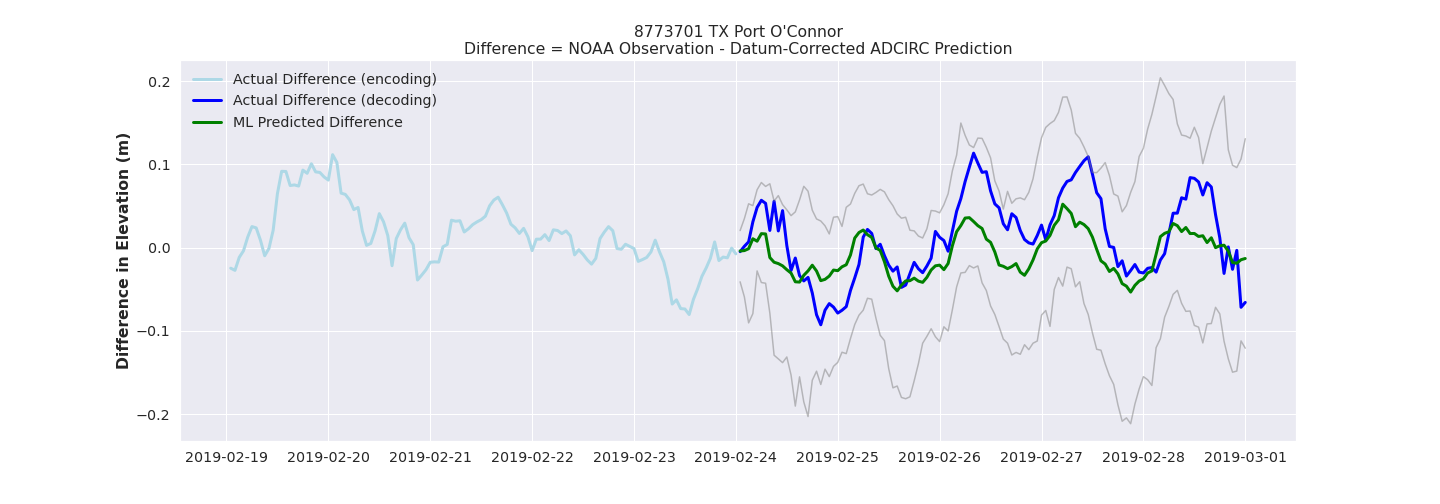 8773701 TX Port O'Connor
Difference = NOAA Observation - Datum-Corrected ADCIRC Prediction
Actual Difference (encoding)
Actual Difference (decoding)
ML Predicted Difference
Difference in Elevation (m)
0.2
0.1
0.0
−0.1
−0.2
2019-02-19 2019-02-20 2019-02-21 2019-02-22 2019-02-23 2019-02-24 2019-02-25 2019-02-26 2019-02-27 2019-02-28 2019-03-01